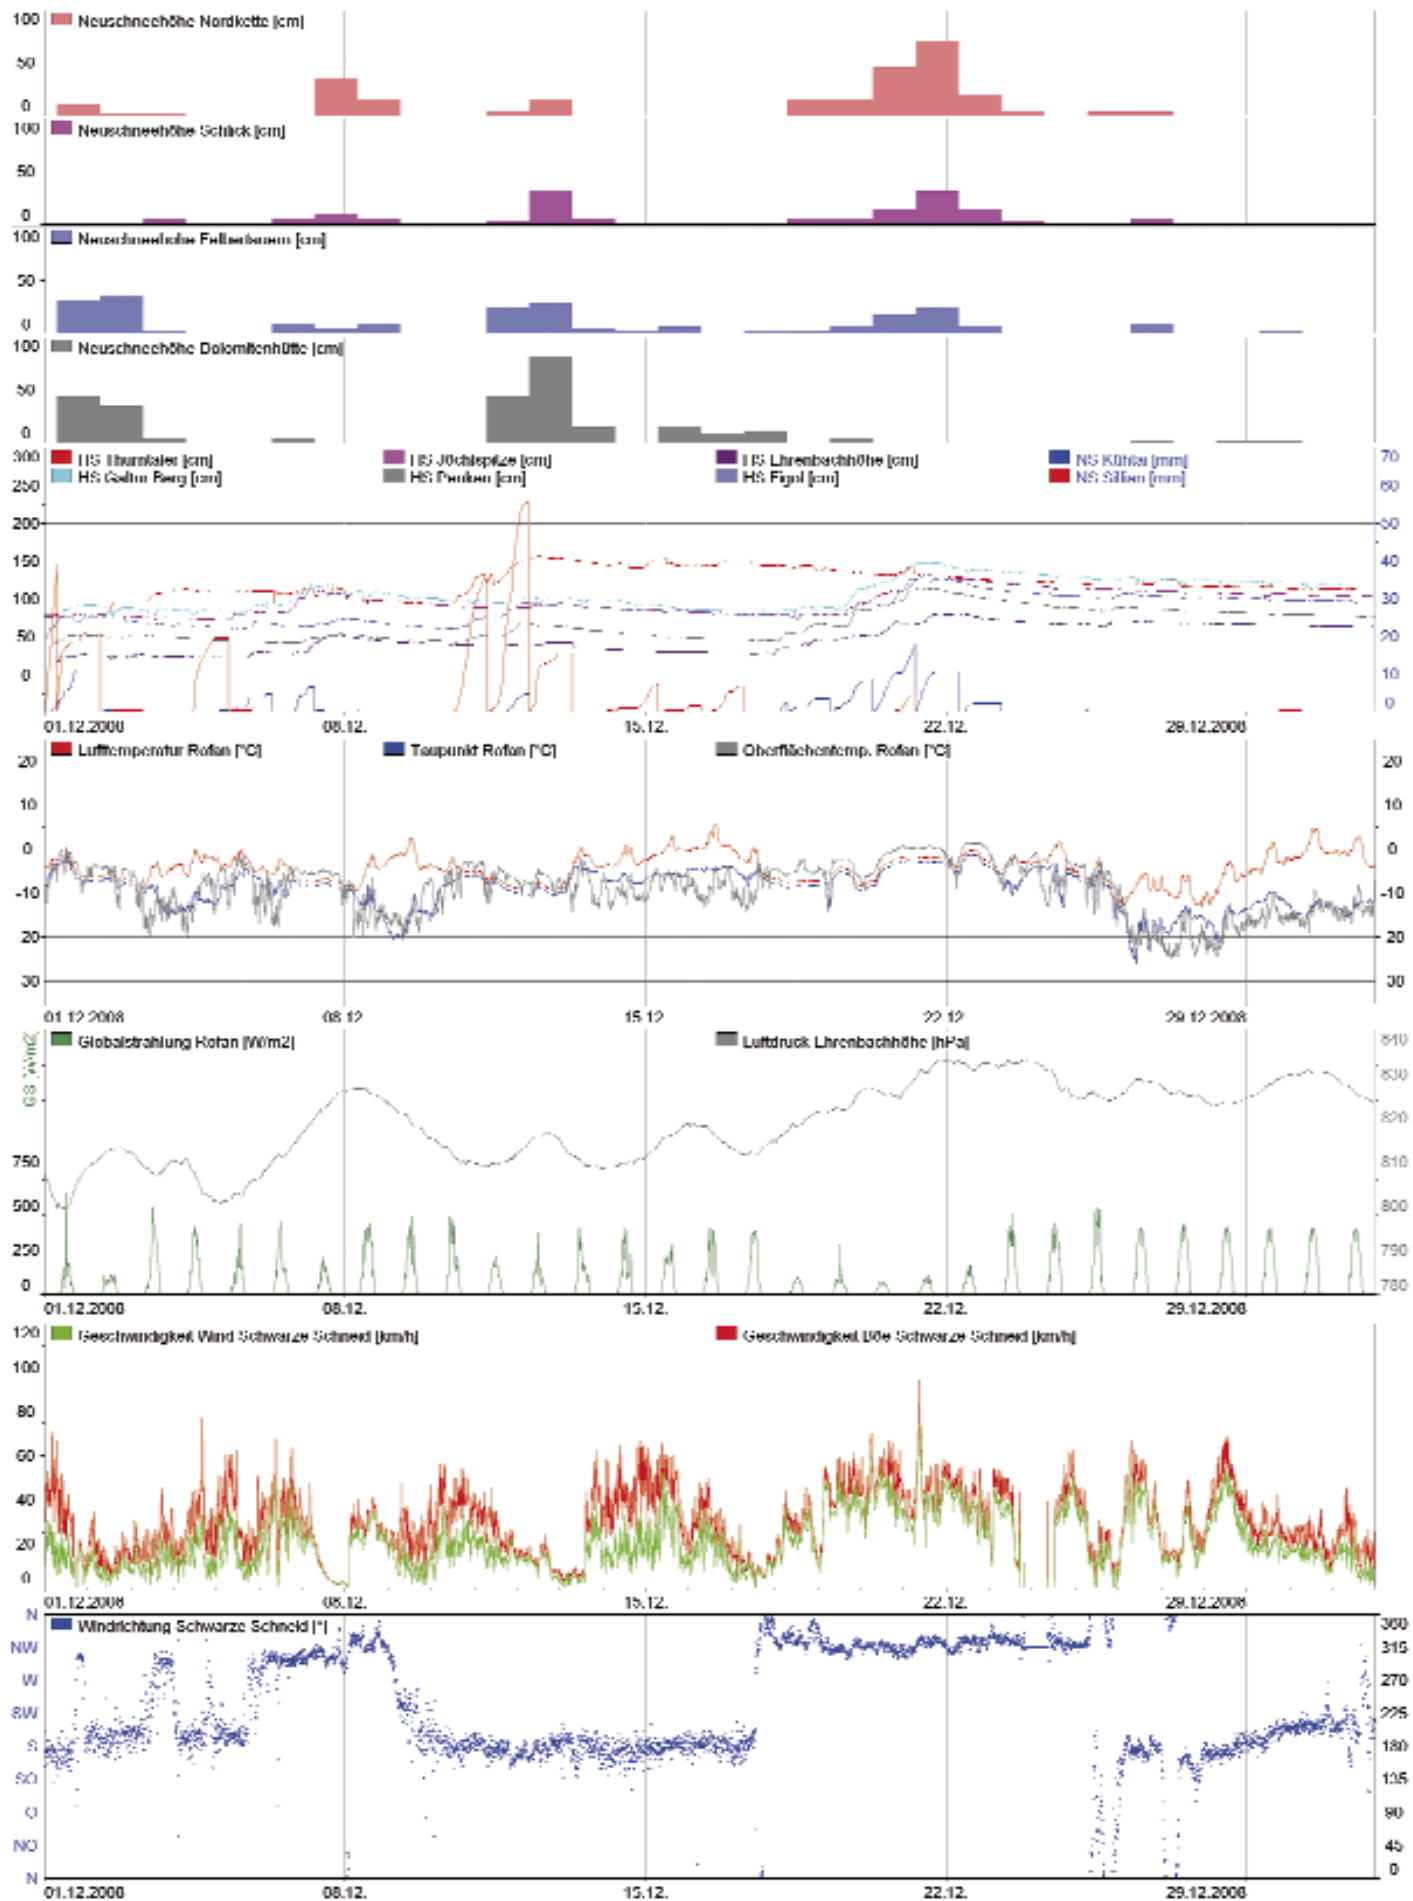 100 Neuschneehöhe Nordkette [cm]
50
0
100 Neuschneehöhe Schlick [cm]
50
0
100 Neuschneehöhe Felbertauern [cm]
50
0
100 Neuschneehöhe Dolomitenhütte [cm]
50
0
300 HS Thurntaler [cm] HS Jöchlspitze [cm] HS Ehrenbachhöhe [cm] NS Kühtai [mm] 70
250 HS Galtür Berg [cm] HS Penken [cm] HS Figol [cm] NS Sillian [mm] 60
200 50
150 40
100 30
50 20
0 10
0
01.12.2008 08.12. 15.12. 22.12. 29.12.2008
Lufttemperatur Rofan [°C] Taupunkt Rofan [°C] Oberflächentemp. Rofan [°C]
20 20
10 10
0 0
-10 -10
20 20
30 30
01.12.2008 08.12 15.12 22.12 29.12.2008
Globalstrahlung Rofan [W/m2] Luftdruck Ehrenbachhöhe [hPa] 840
830
820
750 810
500 800
250 790
0 780
01.12.2008 08.12. 15.12. 22.12. 29.12.2008
120 Geschwindigkeit Wind Schwarze Schneid [km/h] Geschwindigkeit Böe Schwarze Schneid [km/h]
100
80
60
40
20
0
01.12.2008 08.12. 15.12. 22.12. 29.12.2008
N Windrichtung Schwarze Schneid [°] 360
NW 315
W 270
SW 225
S 180
SO 135
O 90
NO 45
N 0
01.12.2008 08.12. 15.12. 22.12. 29.12.2008